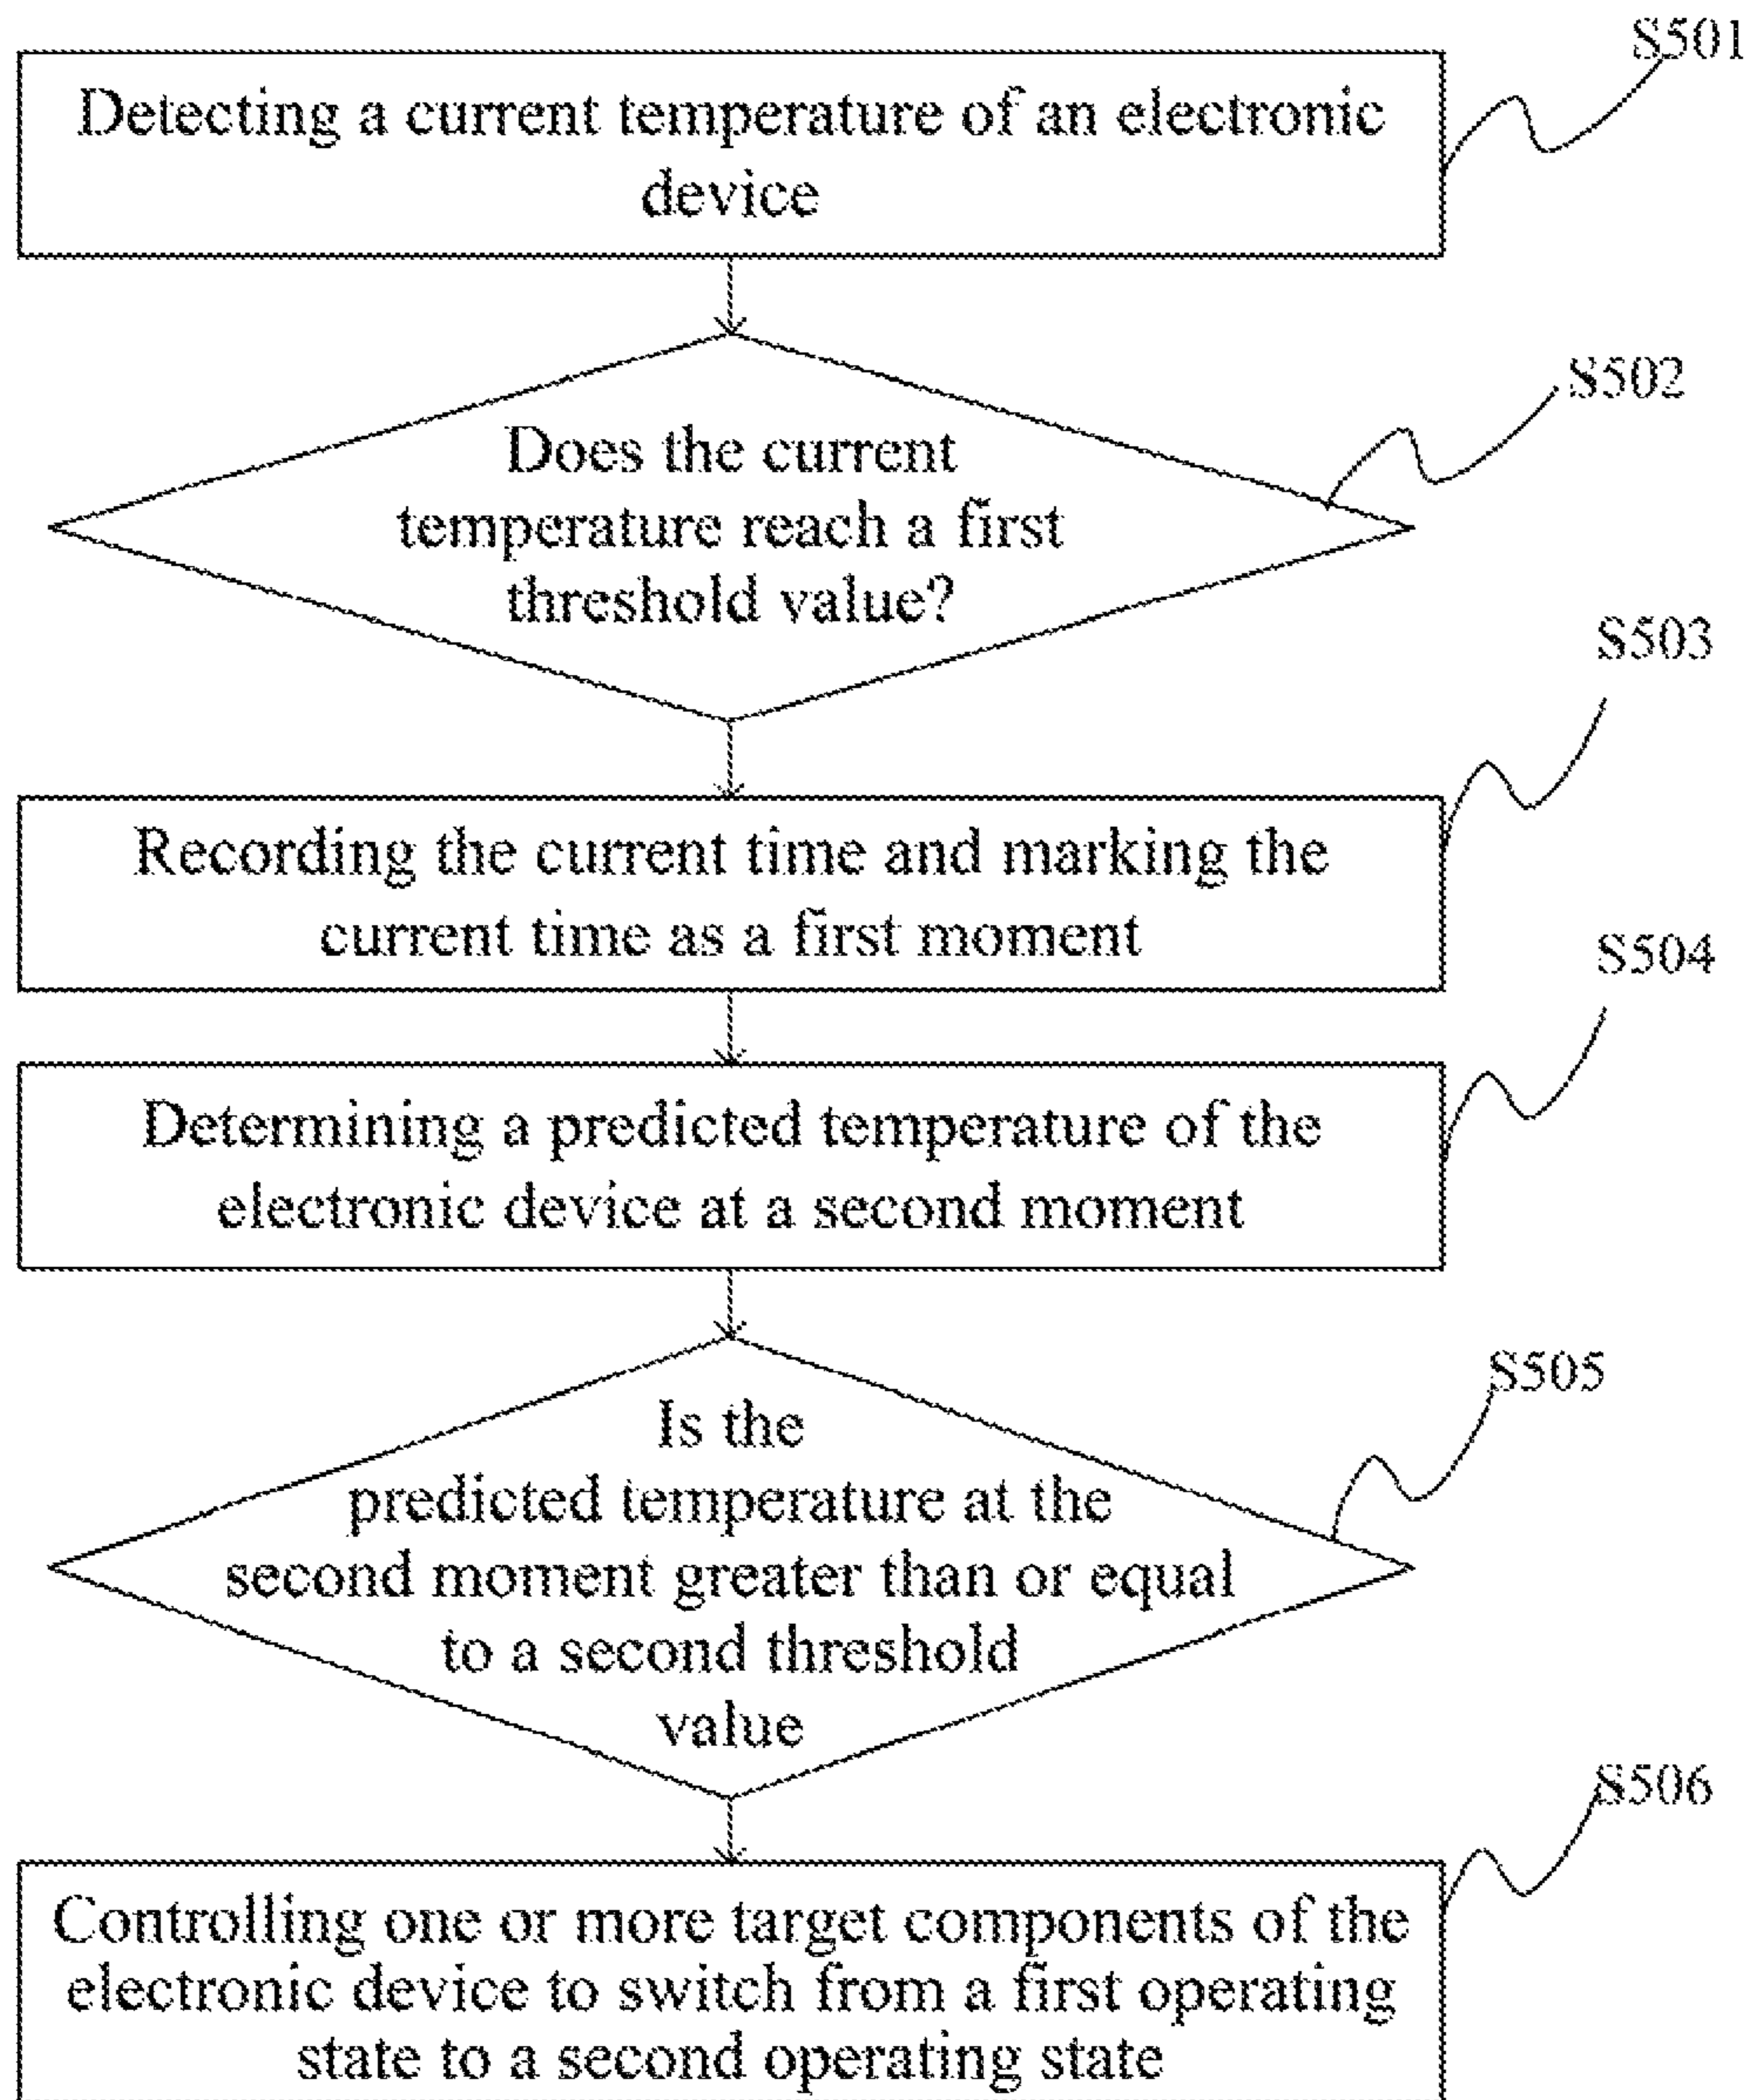 S501
Detecting a current temperature of an electronic
device
S502
Does the current
temperature reach a first
threshold value?
S503
Recording the current time and marking the
current time as a first moment
S504
Determining a predicted temperature of the
electronic device at a second moment
S505
Is the
predicted temperature at the
second moment greater than or equal
to a second threshold
value
S506
Controlling one or more target components of the
electronic device to switch from a first operating
state to a second operating state